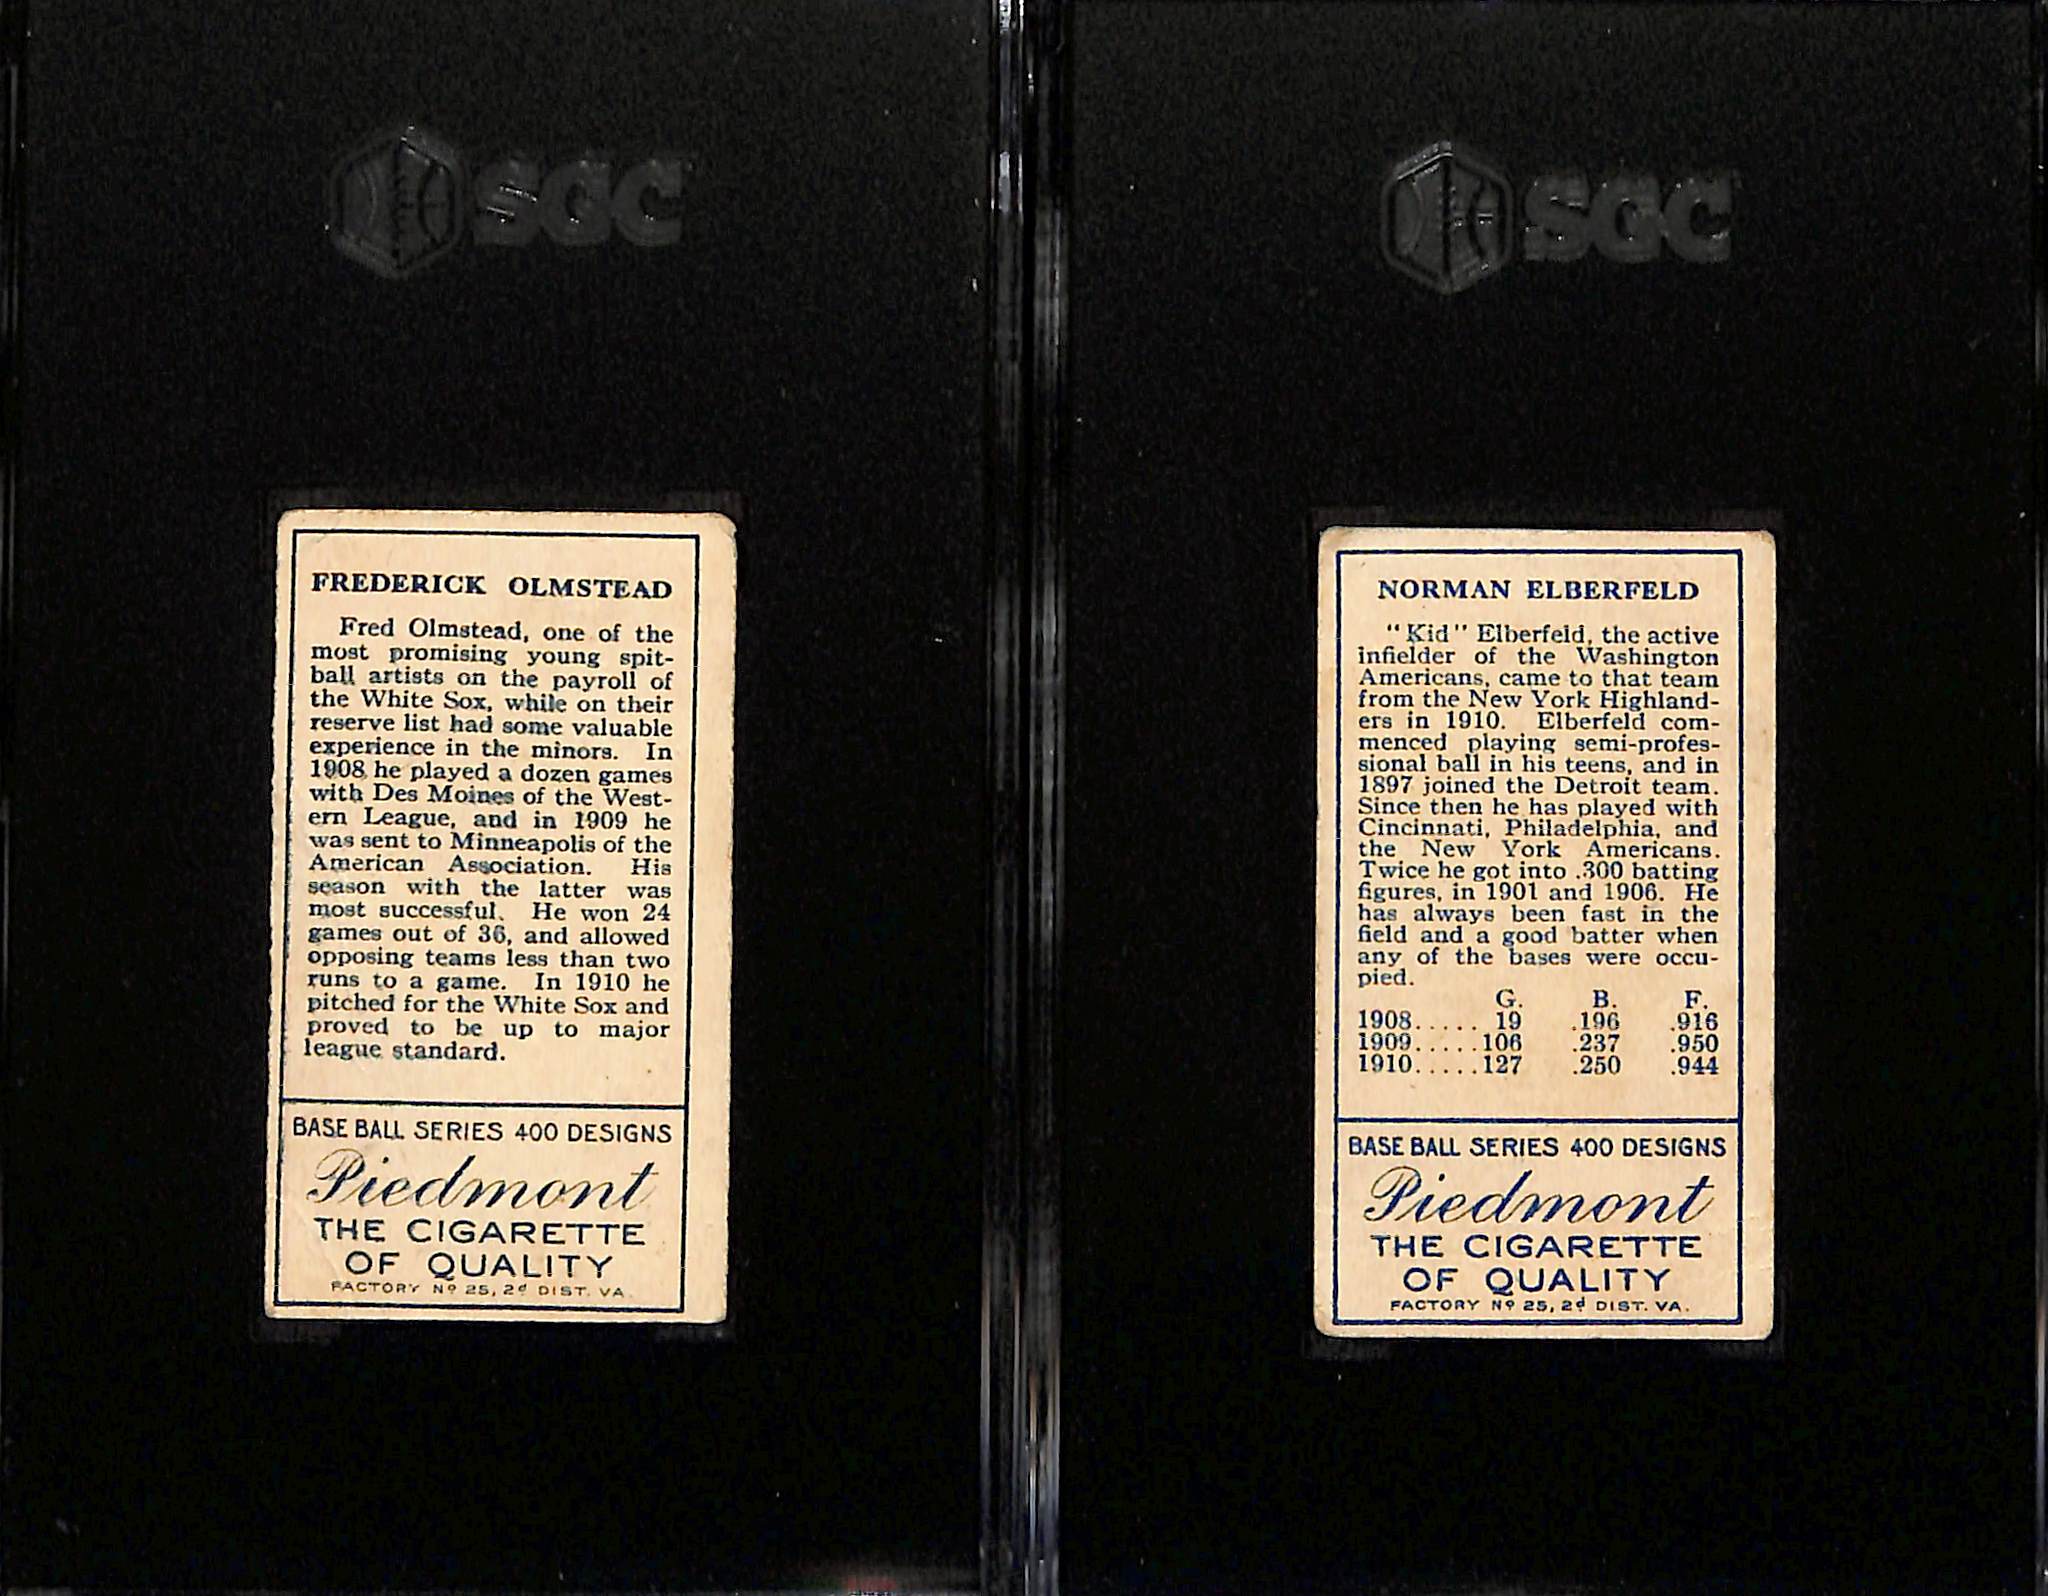 SGC
FREDERICK OLMSTEAD
Fred Olmstead, one of the
most promising young spit-
ball artists on the payroll of
the White Sox, while on their
reserve list had some valuable
experience in the minors. In
1908 he played a dozen games
with Des Moines of the West-
ern League, and in 1909 he
was sent to Minneapolis of the
American Association. His
season with the latter was
most successful. He won 24
games out of 36, and allowed
opposing teams less than two
runs to a game. In 1910 he
pitched for the White Sox and
proved to be up to major
league standard.
BASE BALL SERIES 400 DESIGNS
Piedmont
THE CIGARETTE
OF QUALITY
FACTORY Nº 25, 2d DIST. VA.
SGC
NORMAN ELBERFELD
"Kid" Elberfeld, the active
infielder of the Washington
Americans, came to that team
from the New York Highland-
ers in 1910. Elberfeld com-
menced playing semi-profes-
sional ball in his teens, and in
1897 joined the Detroit team.
Since then he has played with
Cincinnati, Philadelphia, and
the New York Americans.
Twice he got into .300 batting
figures, in 1901 and 1906. He
has always been fast in the
field and a good batter when
any of the bases were occu-
pied.
G. B. F.
1908..... 19 .196 .916
1909.....106 .237 .950
1910.....127 .250 .944
BASE BALL SERIES 400 DESIGNS
Piedmont
THE CIGARETTE
OF QUALITY
FACTORY Nº 25, 2d DIST. VA.